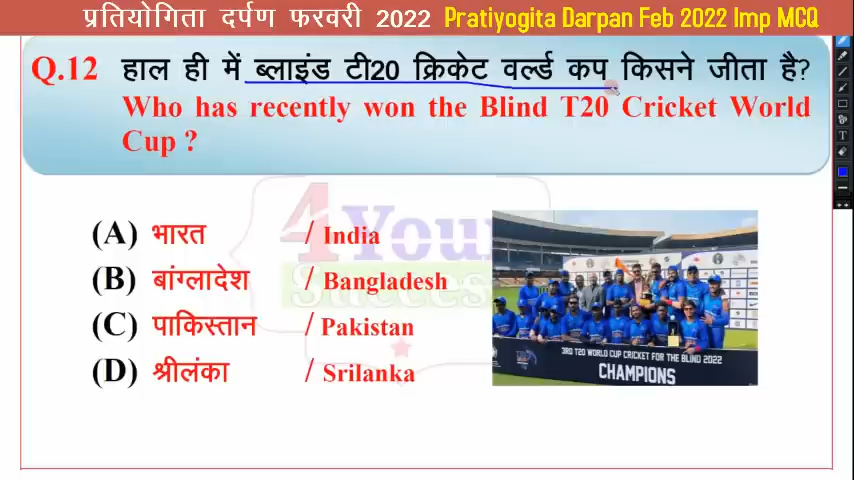 प्रतियोगिता दर्पण फरवरी 2022 Pratiyogita Darpan Feb 2022 Imp MCQ
Q.12 हाल ही में ब्लाइंड टी20 क्रिकेट वर्ल्ड कप किसने जीता है?
Who has recently won the Blind T20 Cricket World
Cup ?
4Your
Success
(A) भारत / India
(B) बांग्लादेश / Bangladesh
(C) पाकिस्तान / Pakistan
(D) श्रीलंका / Srilanka
3RD T20 WORLD CUP CRICKET FOR THE BLIND 2022
CHAMPIONS